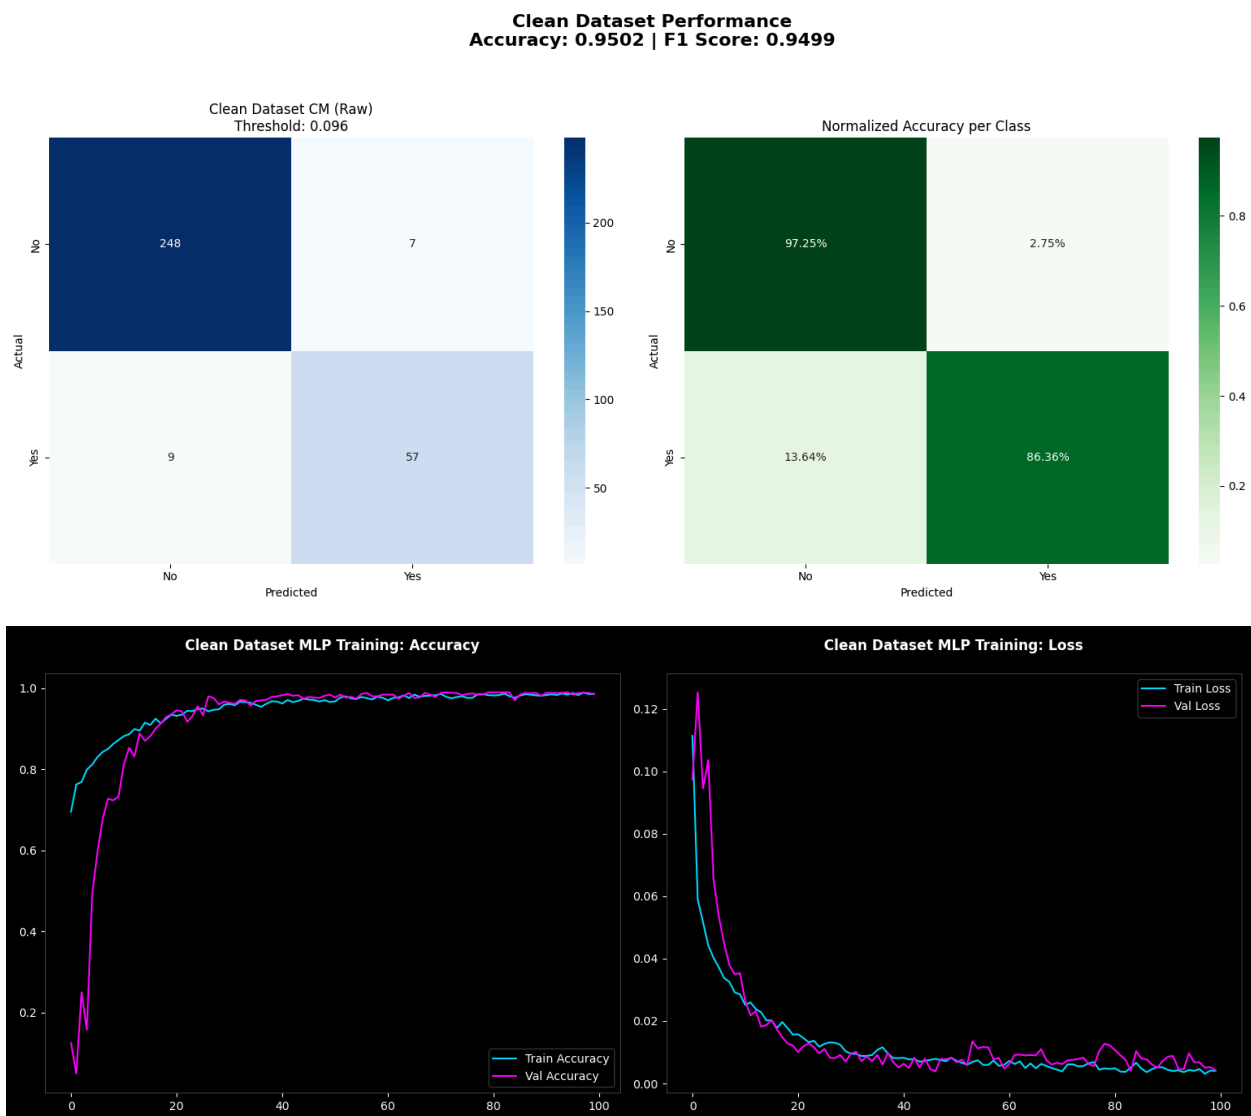 Clean Dataset Performance
Accuracy: 0.9502 | F1 Score: 0.9499
Clean Dataset CM (Raw)
Threshold: 0.096
No
248
7
Actual
Yes
9
57
No
Yes
Predicted
200
150
100
50
Normalized Accuracy per Class
No
97.25%
2.75%
Actual
Yes
13.64%
86.36%
No
Yes
Predicted
0.8
0.6
0.4
0.2
Clean Dataset MLP Training: Accuracy
1.0
0.8
0.6
0.4
0.2
Train Accuracy
Val Accuracy
0
20
40
60
80
100
Clean Dataset MLP Training: Loss
Train Loss
Val Loss
0.12
0.10
0.08
0.06
0.04
0.02
0.00
0
20
40
60
80
100